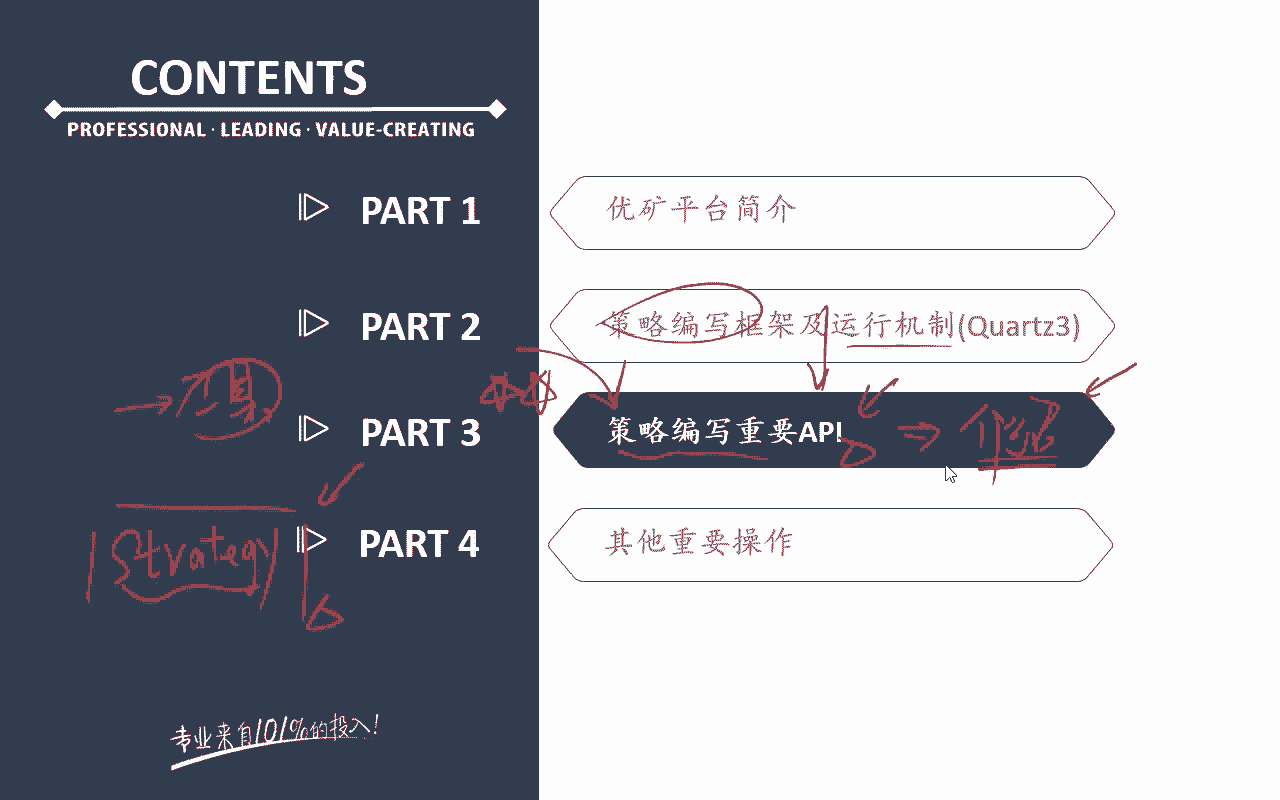 CONTENTS
PROFESSIONAL · LEADING · VALUE-CREATING
PART 1
优矿平台简介
PART 2
策略编写框架及运行机制(Quartz3)
工具
PART 3
策略编写重要API
介绍
Strategy
PART 4
其他重要操作
专业来自101%的投入!